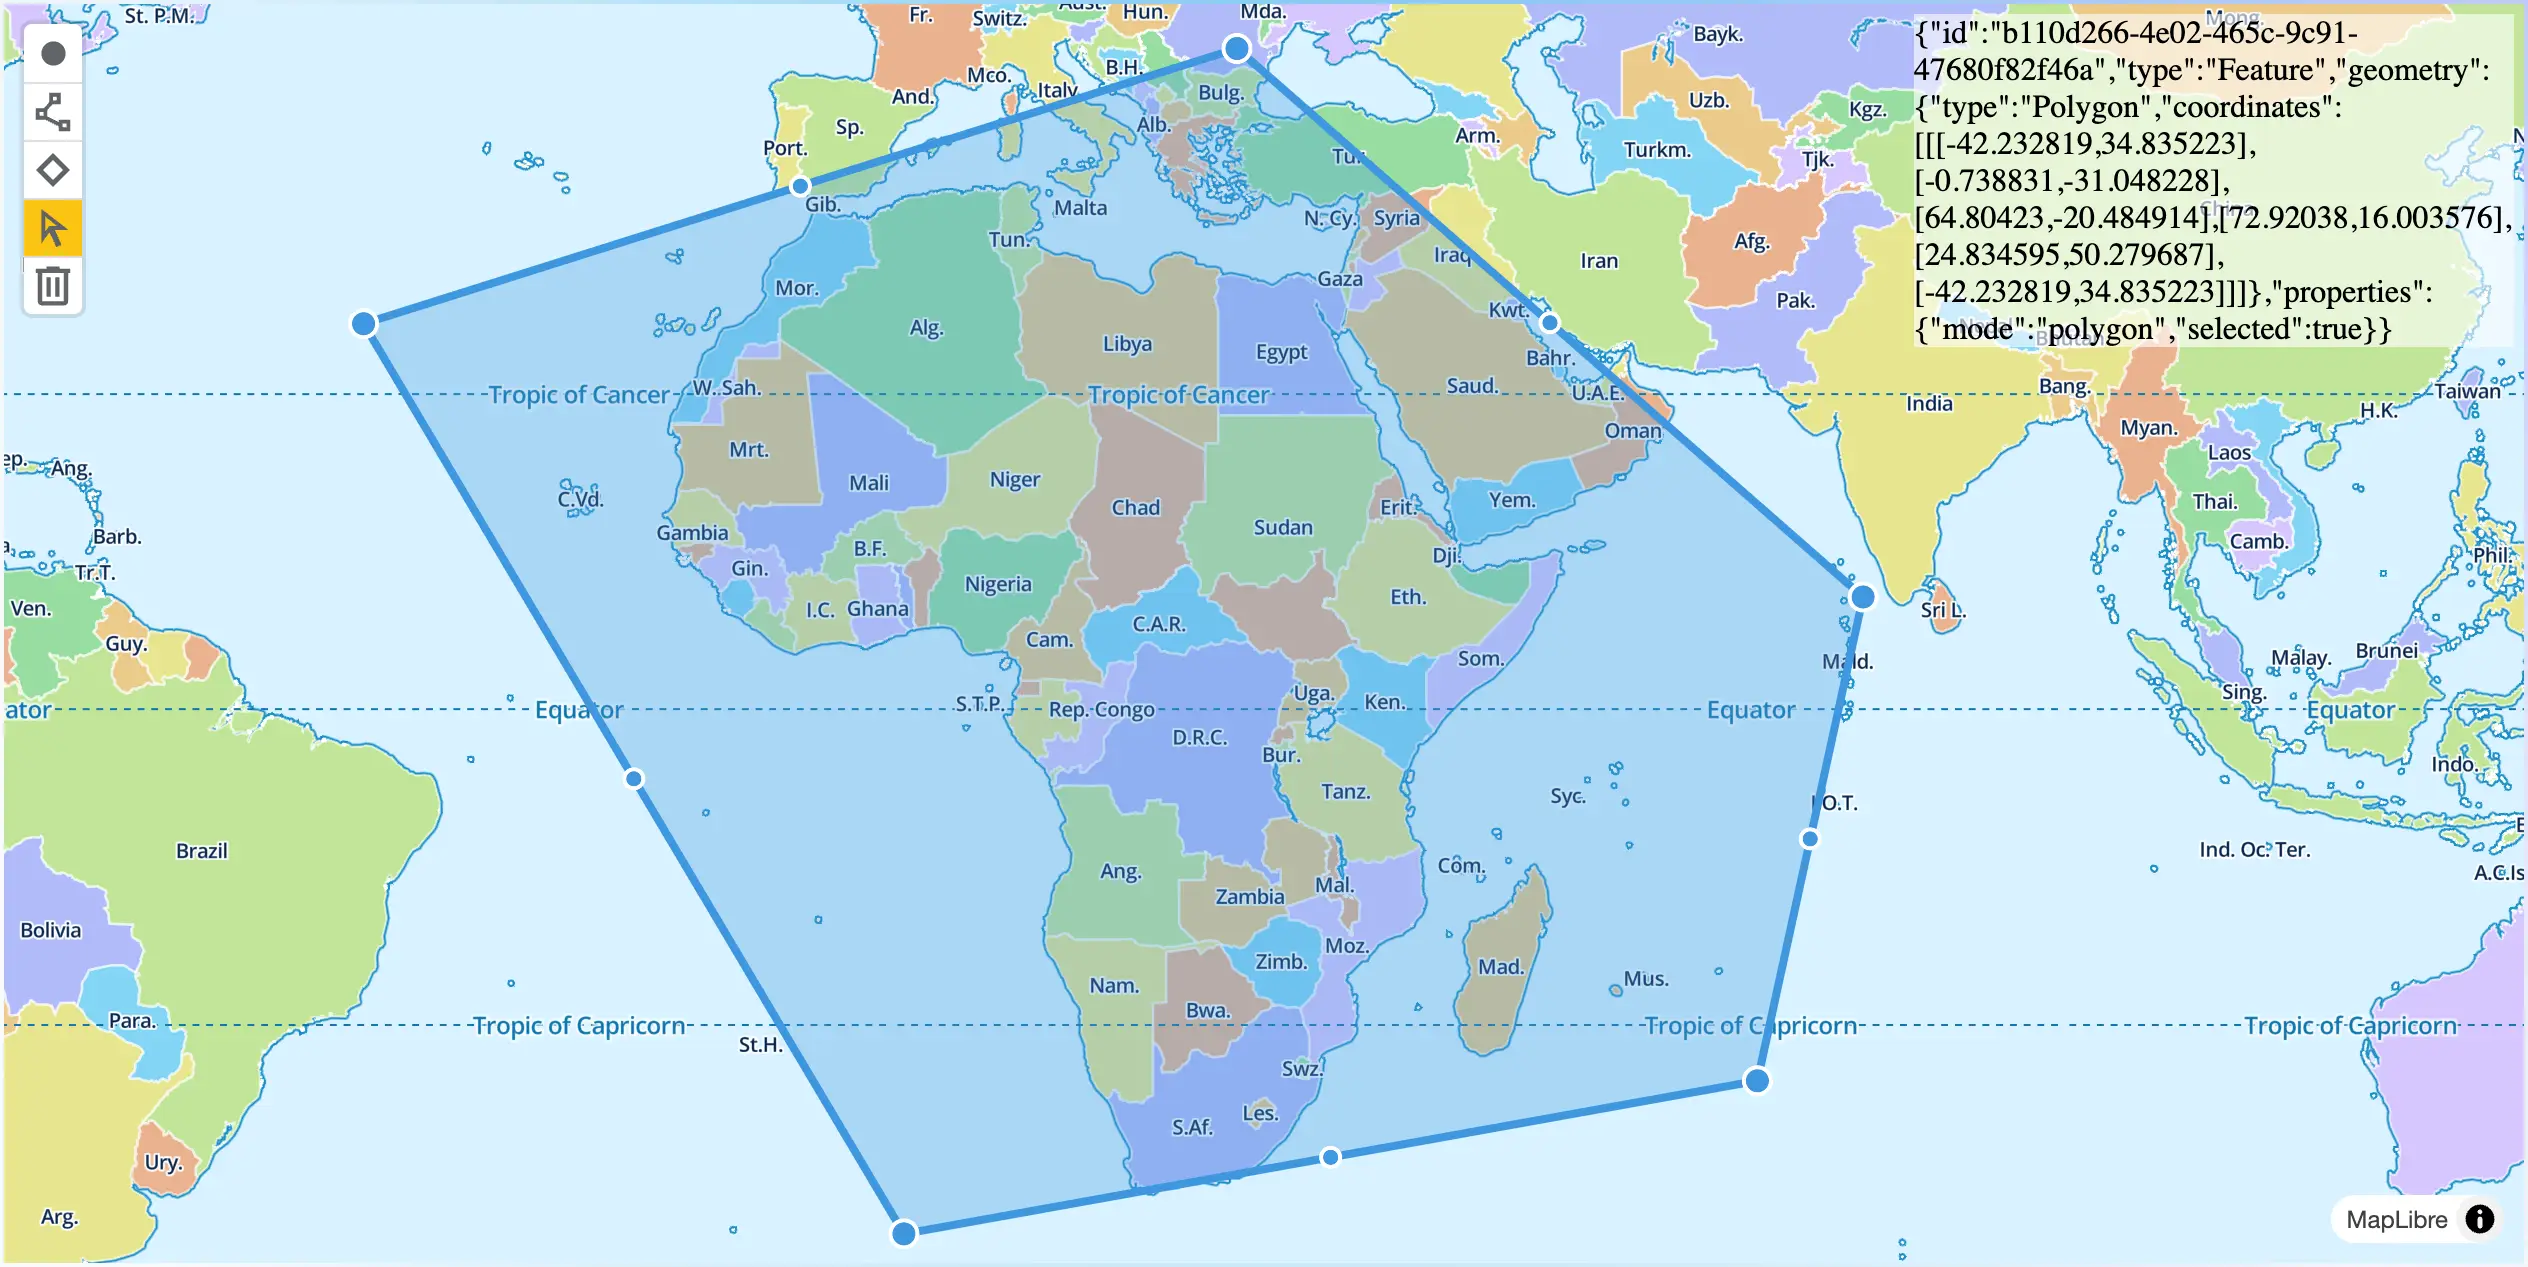 St. P.M.
Fr.
Switz.
Aust.
Hun.
Mda.
Mong.
{"id":"b110d266-4e02-465c-9c91-
47680f82f46a","type":"Feature","geometry":
{"type":"Polygon","coordinates":
[[[-42.232819,34.835223],
[-0.738831,-31.048228],
[64.80423,-20.484914],[72.92038,16.003576],
[24.834595,50.279687],
[-42.232819,34.835223]]]},"properties":
{"mode":"polygon","selected":true}}
Bayk.
B.H.
Mco.
Italy
And.
Bulg.
Uzb.
Kgz.
Sp.
Alb.
Arm.
Port.
Tur.
Turkm.
Tjk.
Gib.
Malta
N. Cy.
Syria
China
Tun.
Afg.
Iraq
Iran
Gaza
Mor.
Pak.
Kwt.
Alg.
Libya
Egypt
Nepal
Bhutan
Bahr.
W. Sah.
Saud.
U.A.E.
Bang.
Taiwan
Tropic of Cancer
Tropic of Cancer
India
H.K.
Oman
Myan.
Mrt.
Laos
ep.
Ang.
Mali
Niger
C.Vd.
Yem.
Thai.
Chad
Erit.
Gambia
Sudan
Barb.
a.
B.F.
Camb.
Dji.
Phil.
Gin.
Tr.T.
Nigeria
Eth.
Ven.
I.C.
Ghana
Sri L.
C.A.R.
Guy.
Cam.
Som.
Mald.
Malay.
Brunei
Uga.
Sing.
S.T.P.
Ken.
ator
Equator
Rep. Congo
Equator
Equator
D.R.C.
Bur.
Indo.
Tanz.
Syc.
I.O.T.
Brazil
Ind. Oc. Ter.
Com.
Ang.
A.C.Is
Mal.
Zambia
Bolivia
Moz.
Zimb.
Mad.
Mus.
Nam.
Bwa.
Para.
Tropic of Capricorn
Tropic of Capricorn
Tropic of Capricorn
St.H.
Swz.
Les.
S.Af.
Ury.
Arg.
MapLibre